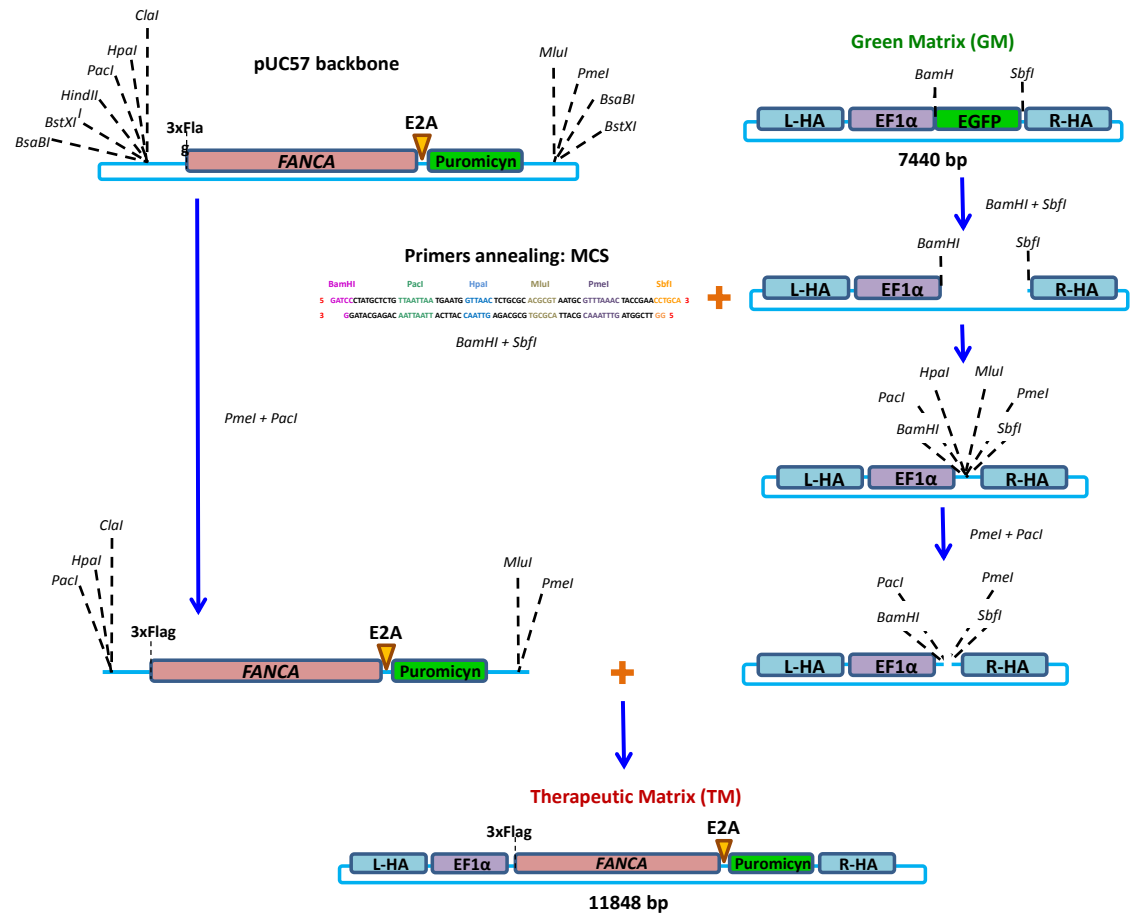 ClaI
HpaI
PacI
HindII
I
BstXI
BsaBI
pUC57 backbone
MluI
PmeI
BsaBI
BstXI
3xFla
g
E2A
FANCA
Puromicyn
Green Matrix (GM)
BamH
SbfI
L-HA
EF1α
EGFP
R-HA
7440 bp
BamHI + SbfI
BamHI
SbfI
L-HA
EF1α
R-HA
Primers annealing: MCS
BamHI PacI HpaI MluI PmeI SbfI
5 GATCCCTATGCTCTG TTAATTAA TGAATG GTTAAC TCTGCGC ACGCGT AATGC GTTTAAAC TACCGAA CCTGCA 3
3 GGATACGAGAC AATTAATT ACTTAC CAATTG AGACGCG TGCGCA TTACG CAAATTTG ATGGCTT GG 5
BamHI + SbfI
HpaI
MluI
PacI
PmeI
BamHI
SbfI
L-HA
EF1α
R-HA
PmeI + PacI
PmeI + PacI
PacI
PmeI
BamHI
SbfI
L-HA
EF1α
R-HA
ClaI
HpaI
PacI
MluI
PmeI
3xFlag
E2A
FANCA
Puromicyn
Therapeutic Matrix (TM)
3xFlag
E2A
L-HA
EF1α
FANCA
Puromicyn
R-HA
11848 bp